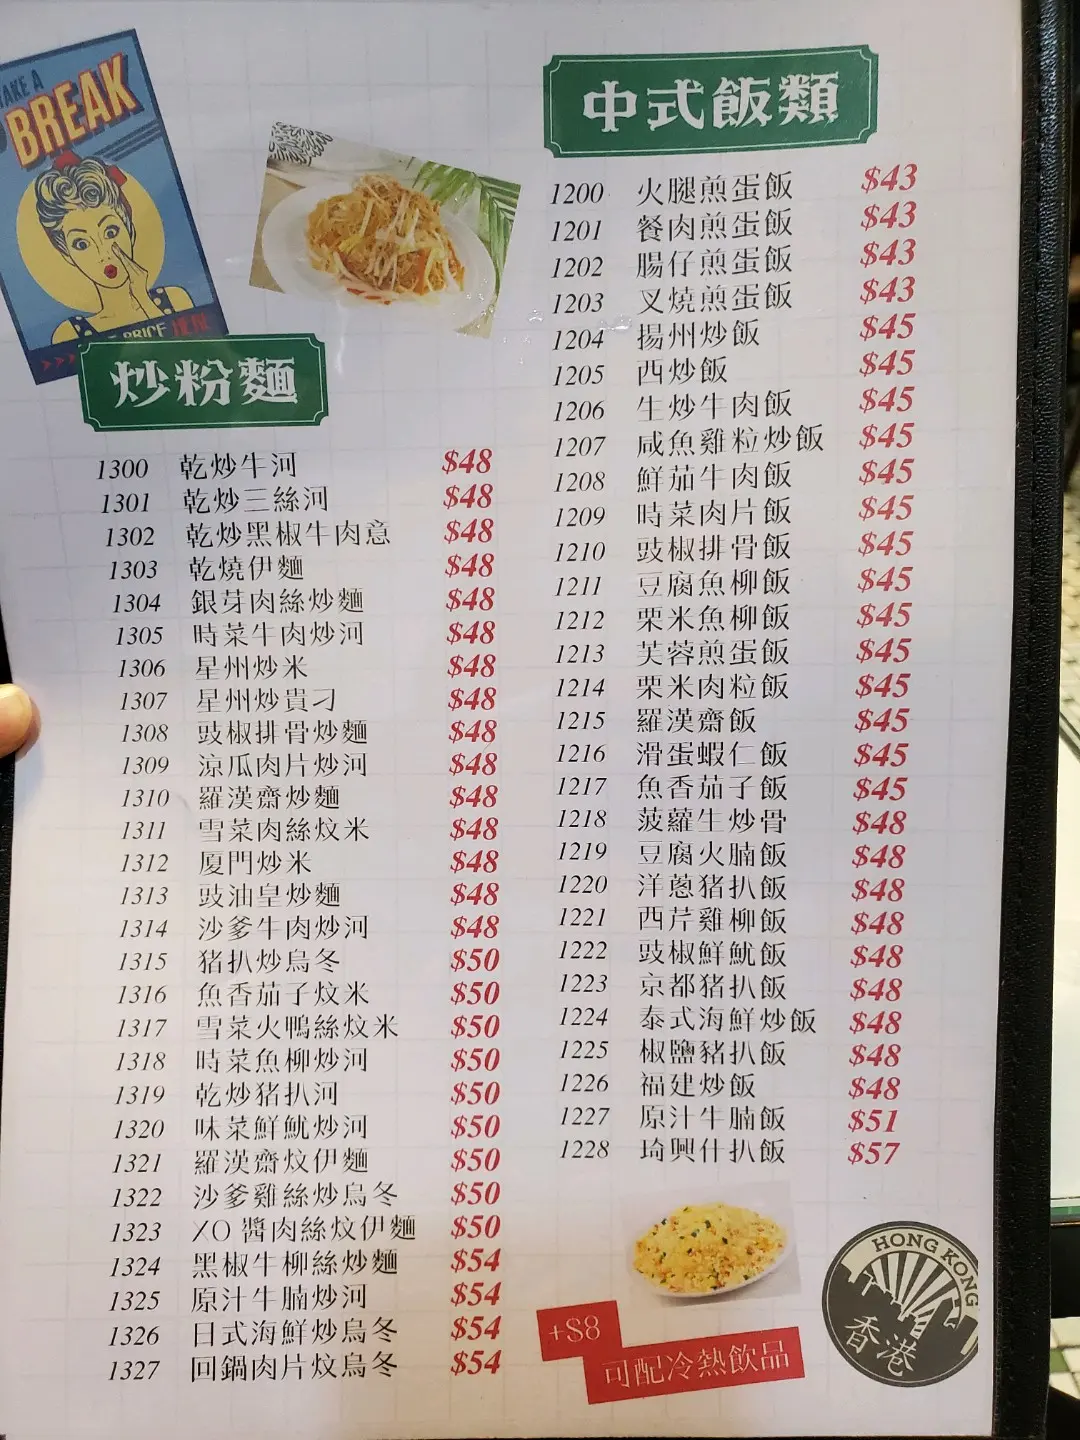 TAKE A
BREAK
PRICE HERE
>>>
炒粉麵
1300 乾炒牛河 $48
1301 乾炒三絲河 $48
1302 乾炒黑椒牛肉意 $48
1303 乾燒伊麵 $48
1304 銀芽肉絲炒麵 $48
1305 時菜牛肉炒河 $48
1306 星州炒米 $48
1307 星州炒貴刁 $48
1308 豉椒排骨炒麵 $48
1309 涼瓜肉片炒河 $48
1310 羅漢齋炒麵 $48
1311 雪菜肉絲炆米 $48
1312 廈門炒米 $48
1313 豉油皇炒麵 $48
1314 沙爹牛肉炒河 $48
1315 猪扒炒烏冬 $50
1316 魚香茄子炆米 $50
1317 雪菜火鴨絲炆米 $50
1318 時菜魚柳炒河 $50
1319 乾炒猪扒河 $50
1320 味菜鮮魷炒河 $50
1321 羅漢齋炆伊麵 $50
1322 沙爹雞絲炒烏冬 $50
1323 XO 醬肉絲炆伊麵 $50
1324 黑椒牛柳絲炒麵 $54
1325 原汁牛腩炒河 $54
1326 日式海鮮炒烏冬 $54
1327 回鍋肉片炆烏冬 $54
中式飯類
1200 火腿煎蛋飯 $43
1201 餐肉煎蛋飯 $43
1202 腸仔煎蛋飯 $43
1203 叉燒煎蛋飯 $43
1204 揚州炒飯 $45
1205 西炒飯 $45
1206 生炒牛肉飯 $45
1207 咸魚雞粒炒飯 $45
1208 鮮茄牛肉飯 $45
1209 時菜肉片飯 $45
1210 豉椒排骨飯 $45
1211 豆腐魚柳飯 $45
1212 栗米魚柳飯 $45
1213 芙蓉煎蛋飯 $45
1214 栗米肉粒飯 $45
1215 羅漢齋飯 $45
1216 滑蛋蝦仁飯 $45
1217 魚香茄子飯 $45
1218 菠蘿生炒骨 $48
1219 豆腐火腩飯 $48
1220 洋蔥猪扒飯 $48
1221 西芹雞柳飯 $48
1222 豉椒鮮魷飯 $48
1223 京都猪扒飯 $48
1224 泰式海鮮炒飯 $48
1225 椒鹽豬扒飯 $48
1226 福建炒飯 $48
1227 原汁牛腩飯 $51
1228 琦興什扒飯 $57
+$8
可配冷熱飲品
HONG KONG
香港